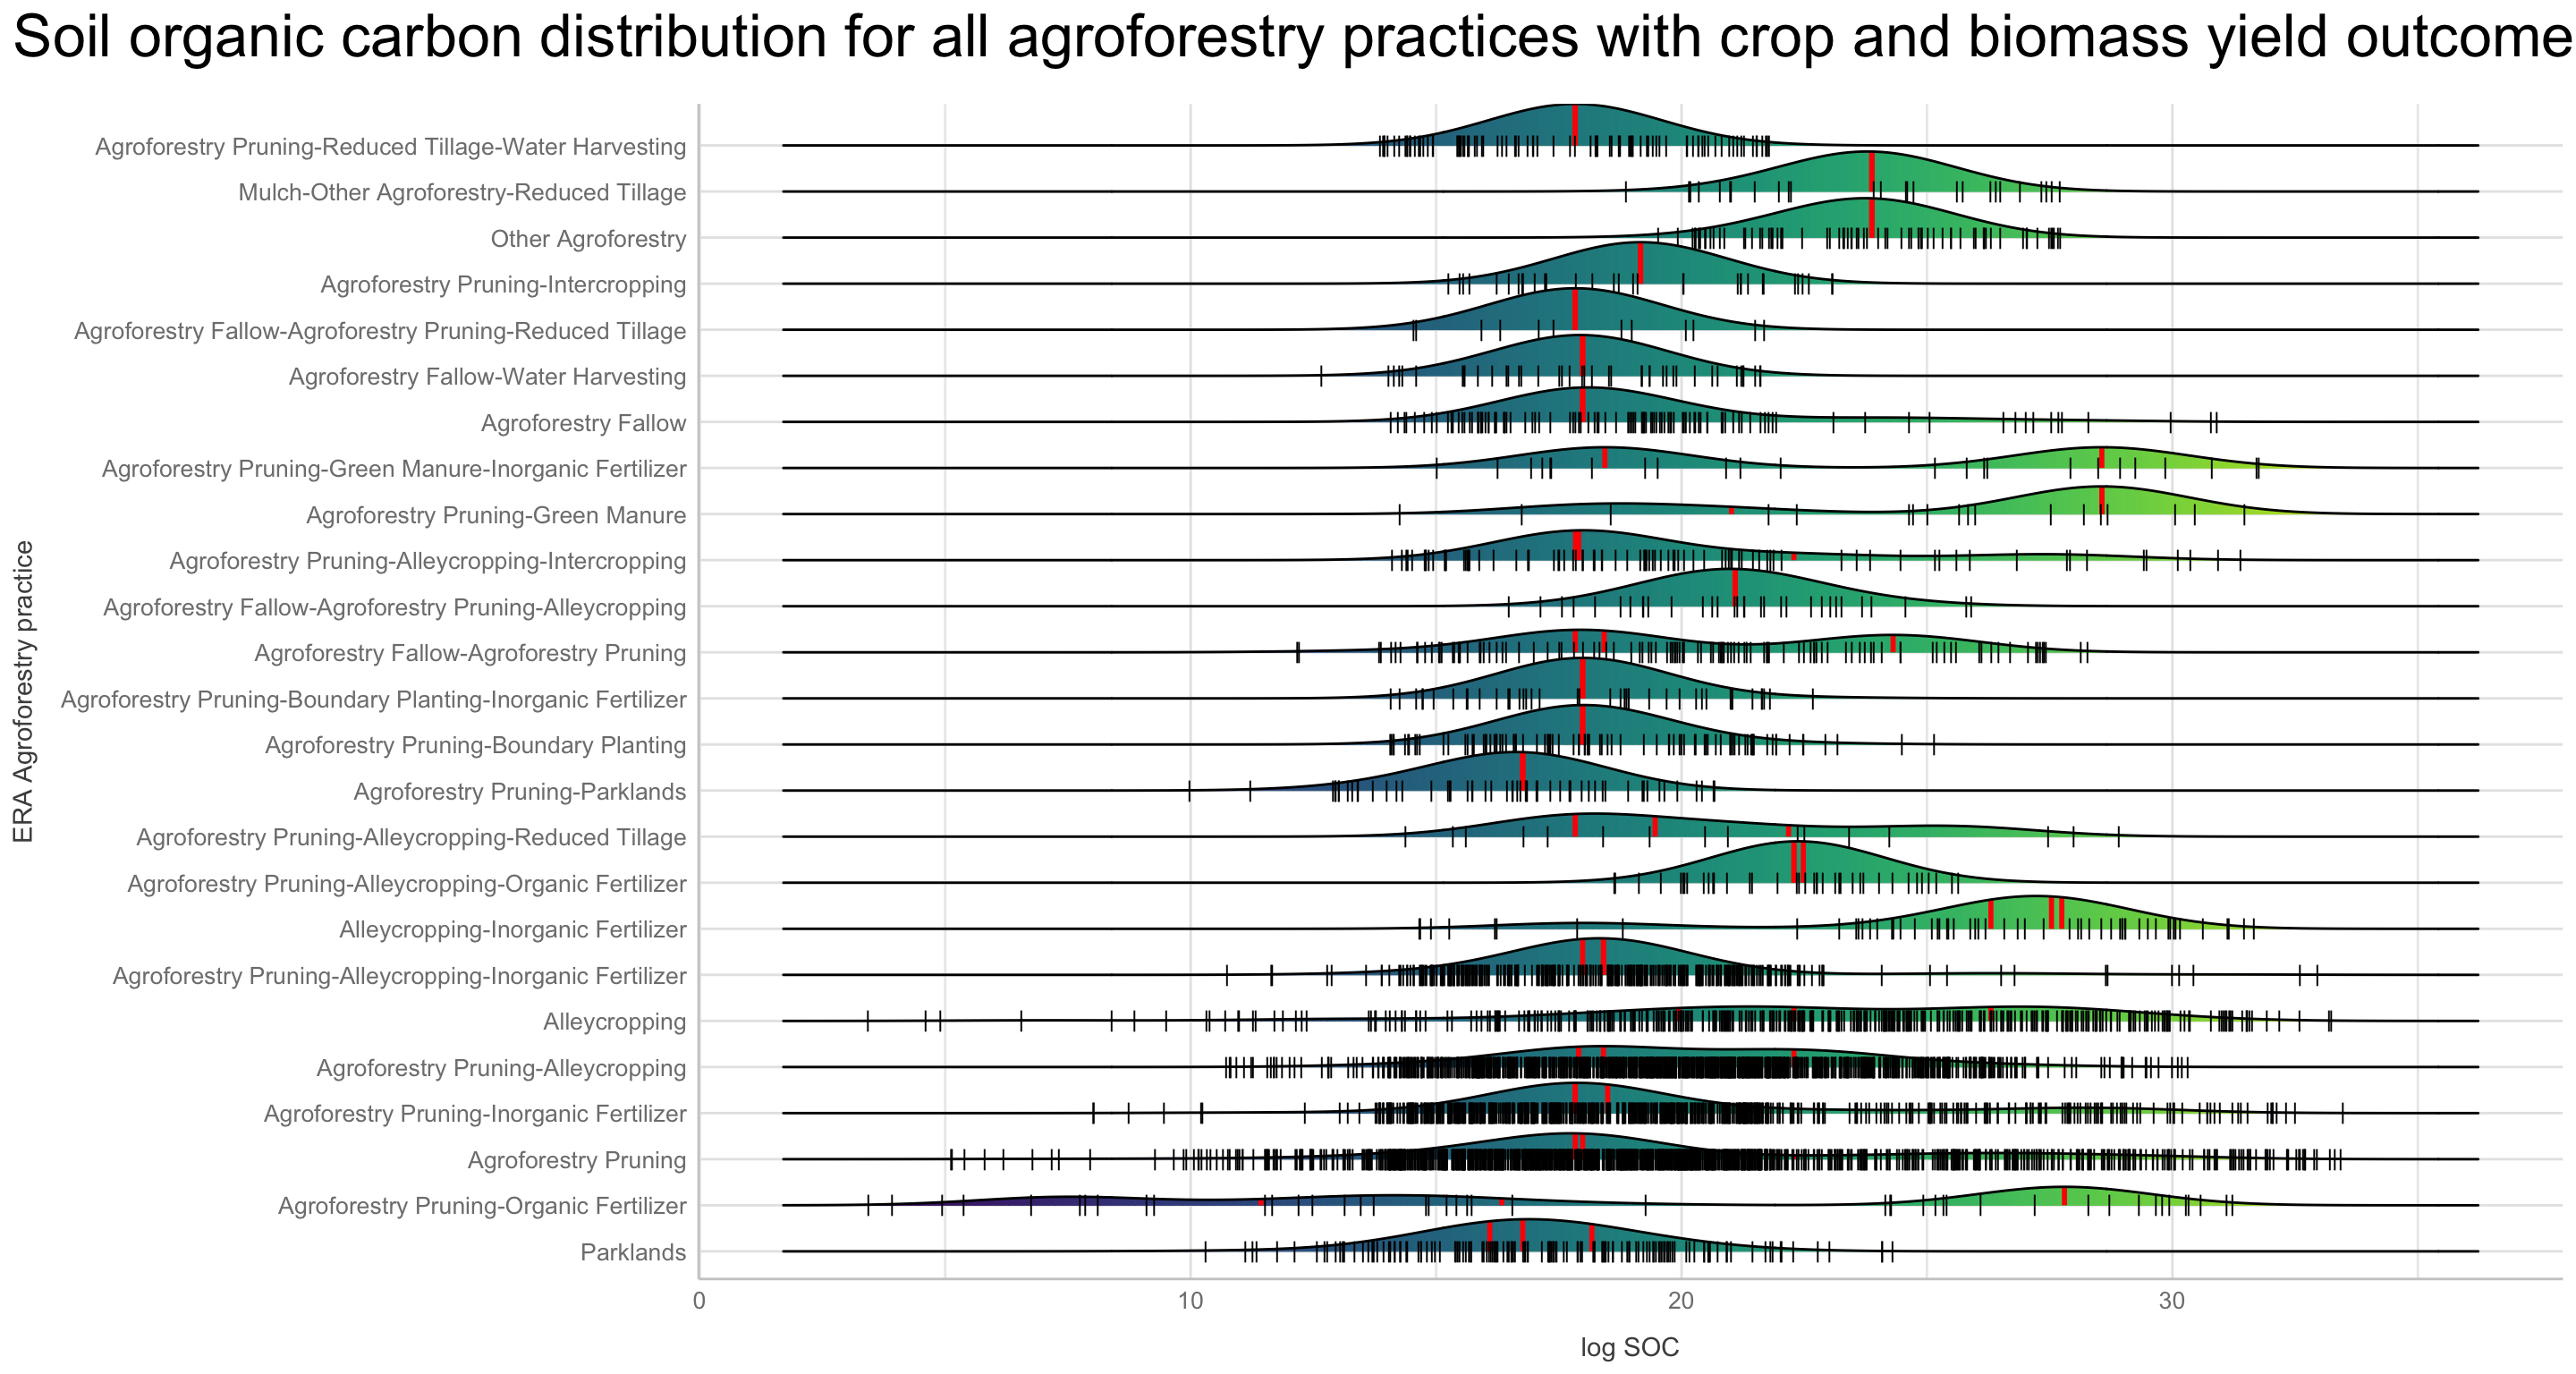 Soil organic carbon distribution for all agroforestry practices with crop and biomass yield outcome
ERA Agroforestry practice
Agroforestry Pruning-Reduced Tillage-Water Harvesting
Mulch-Other Agroforestry-Reduced Tillage
Other Agroforestry
Agroforestry Pruning-Intercropping
Agroforestry Fallow-Agroforestry Pruning-Reduced Tillage
Agroforestry Fallow-Water Harvesting
Agroforestry Fallow
Agroforestry Pruning-Green Manure-Inorganic Fertilizer
Agroforestry Pruning-Green Manure
Agroforestry Pruning-Alleycropping-Intercropping
Agroforestry Fallow-Agroforestry Pruning-Alleycropping
Agroforestry Fallow-Agroforestry Pruning
Agroforestry Pruning-Boundary Planting-Inorganic Fertilizer
Agroforestry Pruning-Boundary Planting
Agroforestry Pruning-Parklands
Agroforestry Pruning-Alleycropping-Reduced Tillage
Agroforestry Pruning-Alleycropping-Organic Fertilizer
Alleycropping-Inorganic Fertilizer
Agroforestry Pruning-Alleycropping-Inorganic Fertilizer
Alleycropping
Agroforestry Pruning-Alleycropping
Agroforestry Pruning-Inorganic Fertilizer
Agroforestry Pruning
Agroforestry Pruning-Organic Fertilizer
Parklands
0 10 20 30
log SOC